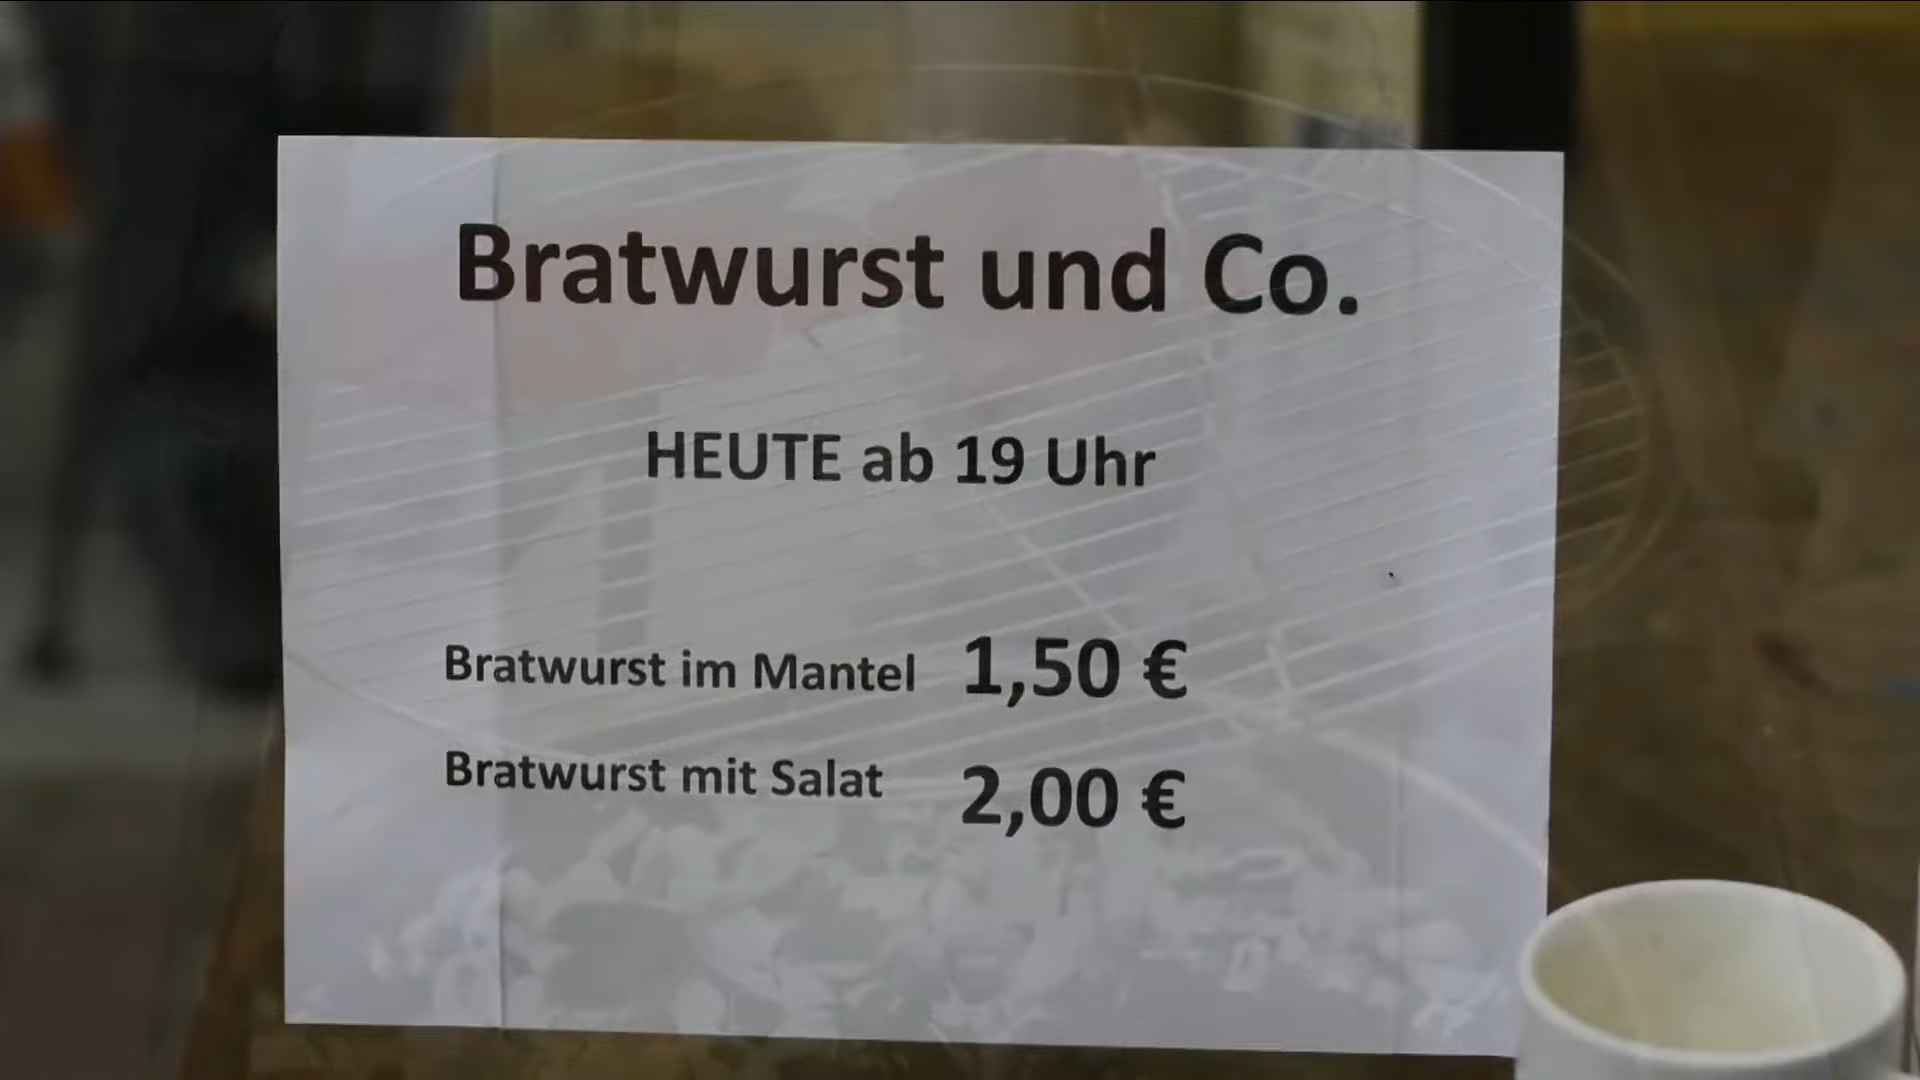 Bratwurst und Co.
HEUTE ab 19 Uhr
Bratwurst im Mantel 1,50 €
Bratwurst mit Salat 2,00 €